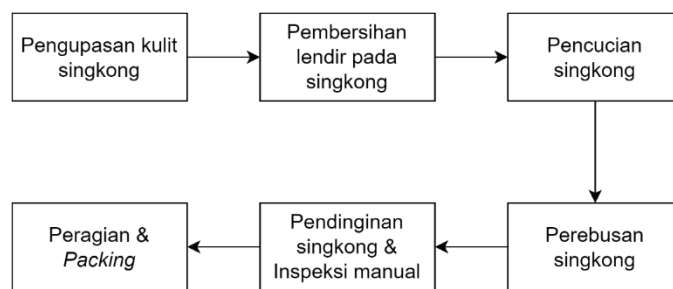 Pengupasan kulit
singkong
Pembersihan
lendir pada
singkong
Pencucian
singkong
Perebusan
singkong
Pendinginan
singkong &
Inspeksi manual
Peragian &
Packing